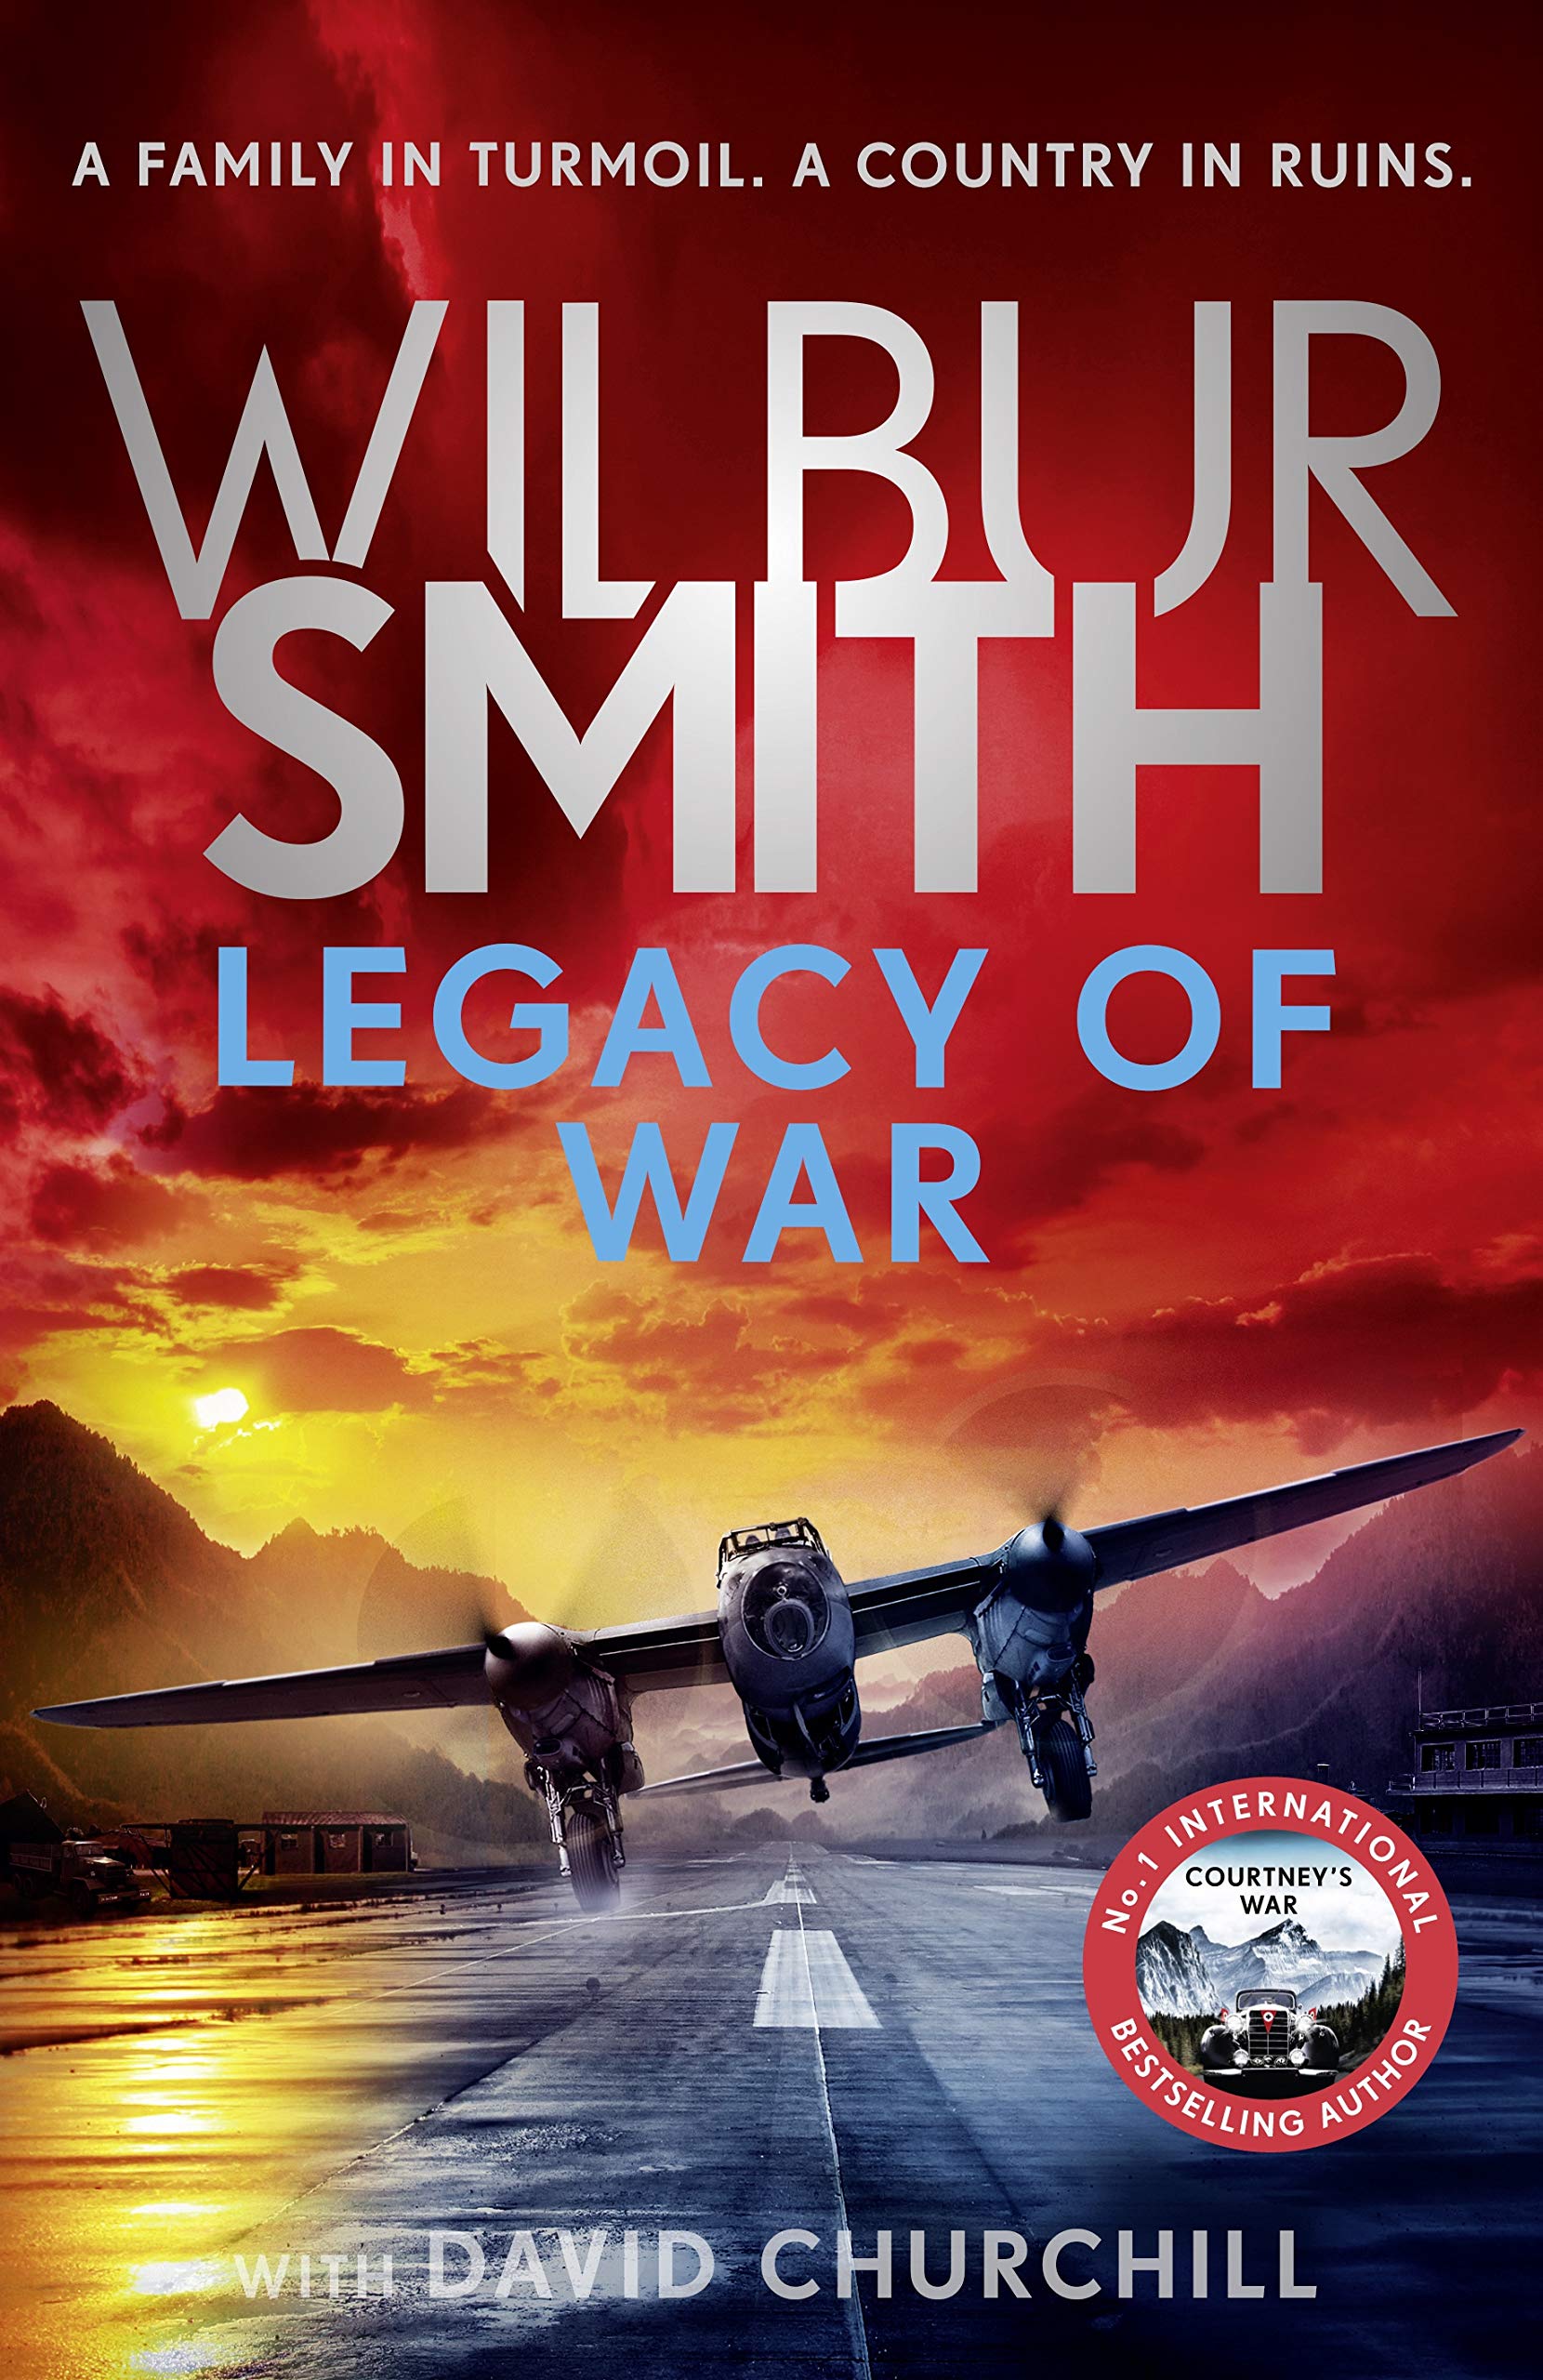 A FAMILY IN TURMOIL. A COUNTRY IN RUINS.
WILBUR
SMITH
LEGACY OF
WAR
No.1 INTERNATIONAL
COURTNEY'S
WAR
BESTSELLING AUTHOR
WITH DAVID CHURCHILL